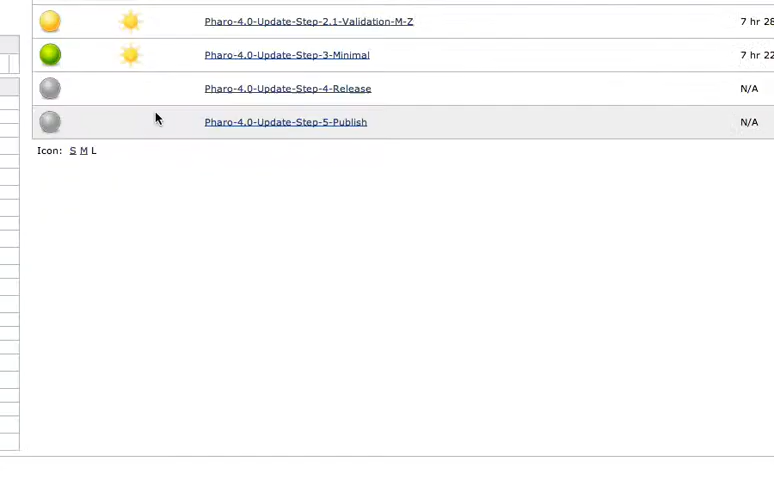 Pharo-4.0-Update-Step-2.1-Validation-M-Z 7 hr 28
Pharo-4.0-Update-Step-3-Minimal 7 hr 22
Pharo-4.0-Update-Step-4-Release N/A
Pharo-4.0-Update-Step-5-Publish N/A
Icon: S M L